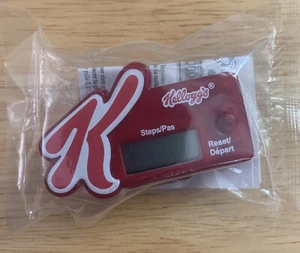 Kellogg's®
K
Steps/Pas
Reset/
Départ